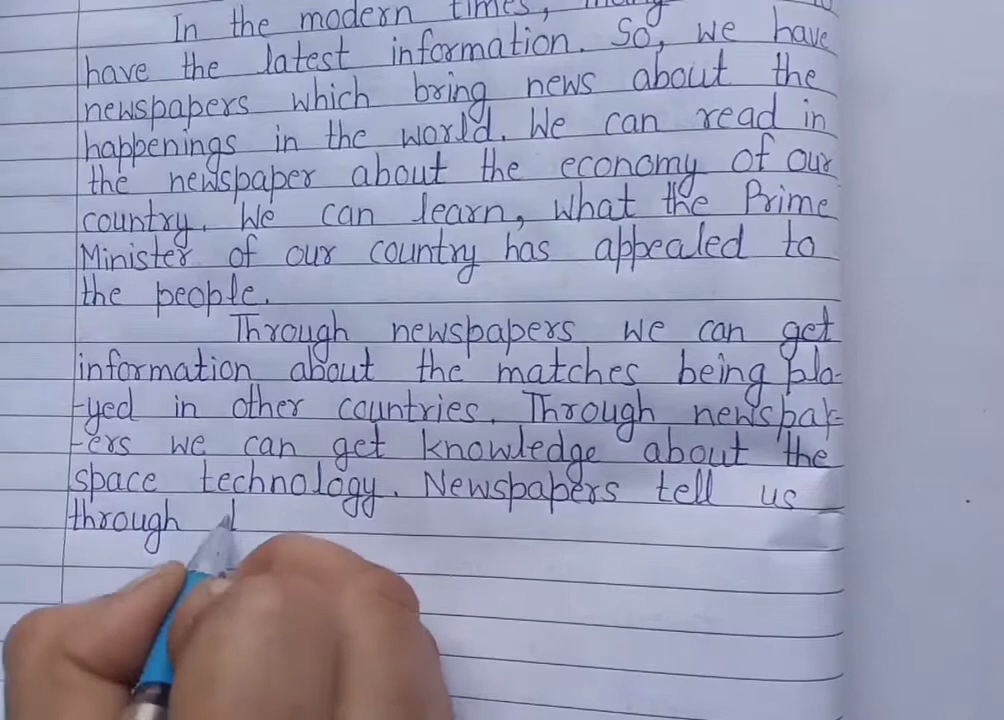 In the modern times, many
have the latest information. So, we have
newspapers which bring news about the
happenings in the world. We can read in
the newspaper about the economy of our
country. We can learn, what the Prime
Minister of our country has appealed to
the people.
Through newspapers we can get
information about the matches being pla-
-yed in other countries. Through newspap-
-ers we can get knowledge about the
space technology. Newspapers tell us
through